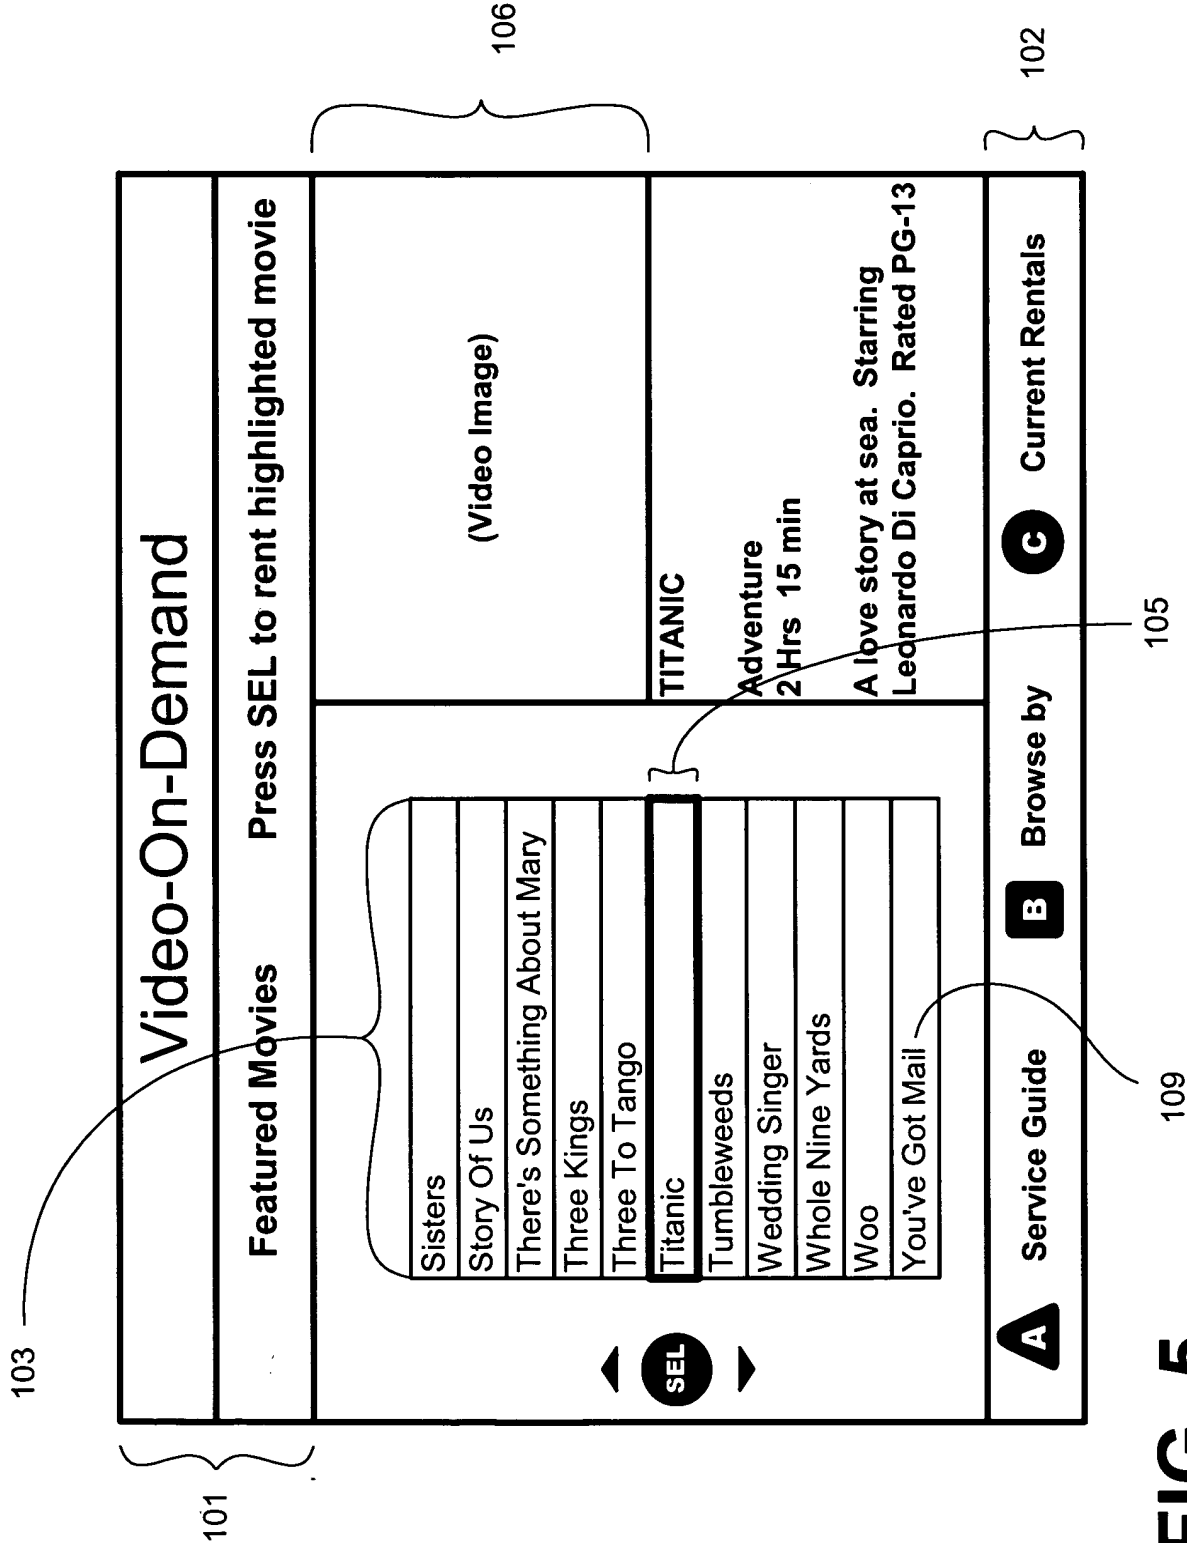 Video-On-Demand
Featured Movies Press SEL to rent highlighted movie
Sisters
Story Of Us
There's Something About Mary
Three Kings
Three To Tango
Titanic
Tumbleweeds
Wedding Singer
Whole Nine Yards
Woo
You've Got Mail
SEL
(Video Image)
TITANIC
Adventure
2 Hrs 15 min
A love story at sea. Starring
Leonardo Di Caprio. Rated PG-13
A Service Guide B Browse by C Current Rentals
101
103
106
102
105
109
FIG. 5